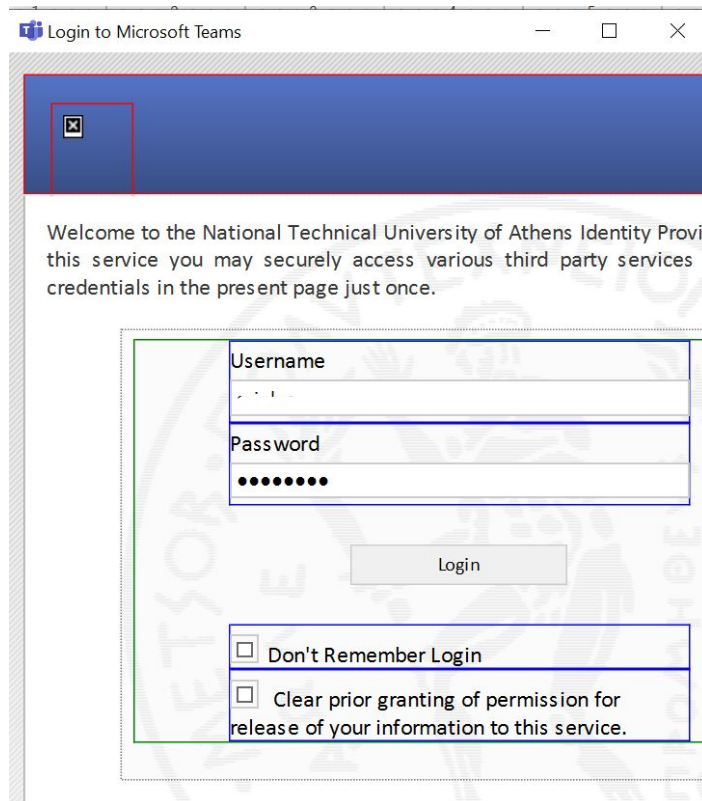 Login to Microsoft Teams
Welcome to the National Technical University of Athens Identity
this service you may securely access various third party services
credentials in the present page just once.
Username
Password
Login
Don't Remember Login
Clear prior granting of permission for
release of your information to this service.